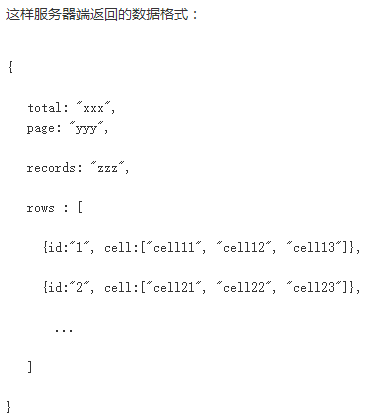 这样服务器端返回的数据格式：
{
total: "xxx",
page: "yyy",
records: "zzz",
rows : [
{id:"1", cell:["cell11", "cell12", "cell13"]},
{id:"2", cell:["cell21", "cell22", "cell23"]},
...
]
}